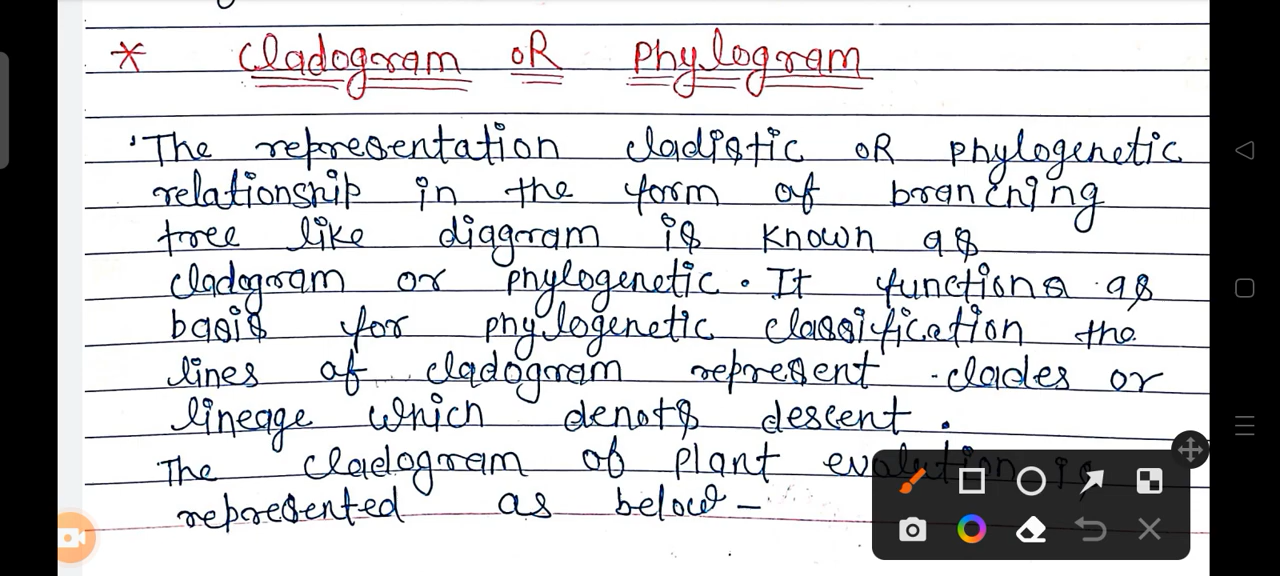 * Cladogram OR Phylogram
'The representation cladistic OR phylogenetic
relationship in the form of branching
tree like diagram is known as
cladogram or phylogenetic. It functions as
basis for phylogenetic classification the
lines of cladogram represent clades or
lineage which denots descent.
The cladogram of plant evolution is
represented as below -